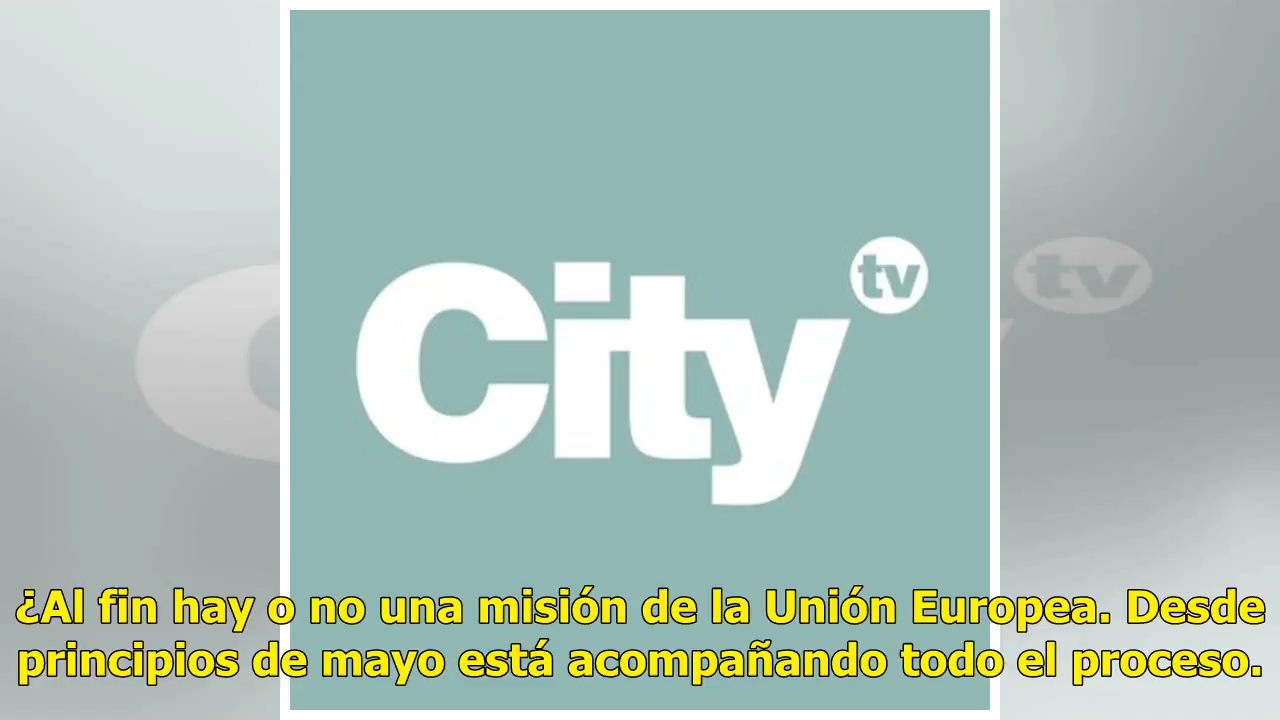 City tv
tv
¿Al fin hay o no una misión de la Unión Europea. Desde
principios de mayo está acompañando todo el proceso.